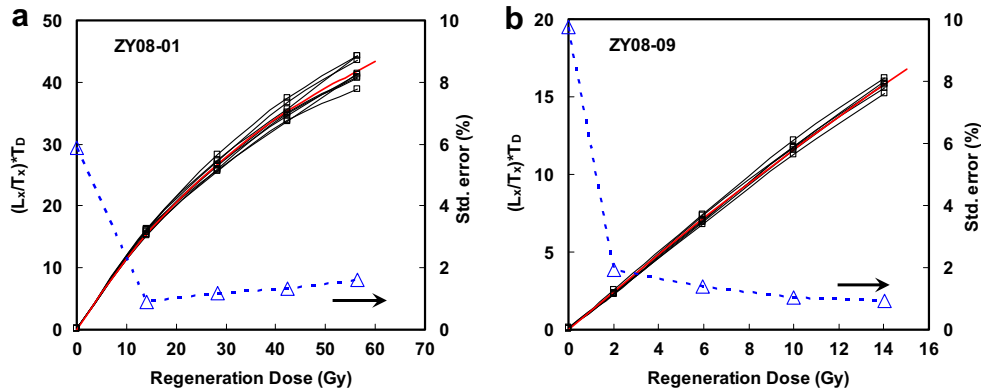 a
ZY08-01
(Lx/Tx)*TD
50
40
30
20
10
0
0 10 20 30 40 50 60 70
Regeneration Dose (Gy)
10
8
6
4
2
0
Std. error (%)
b
ZY08-09
(Lx/Tx)*TD
20
15
10
5
0
0 2 4 6 8 10 12 14 16
Regeneration Dose (Gy)
10
8
6
4
2
0
Std. error (%)